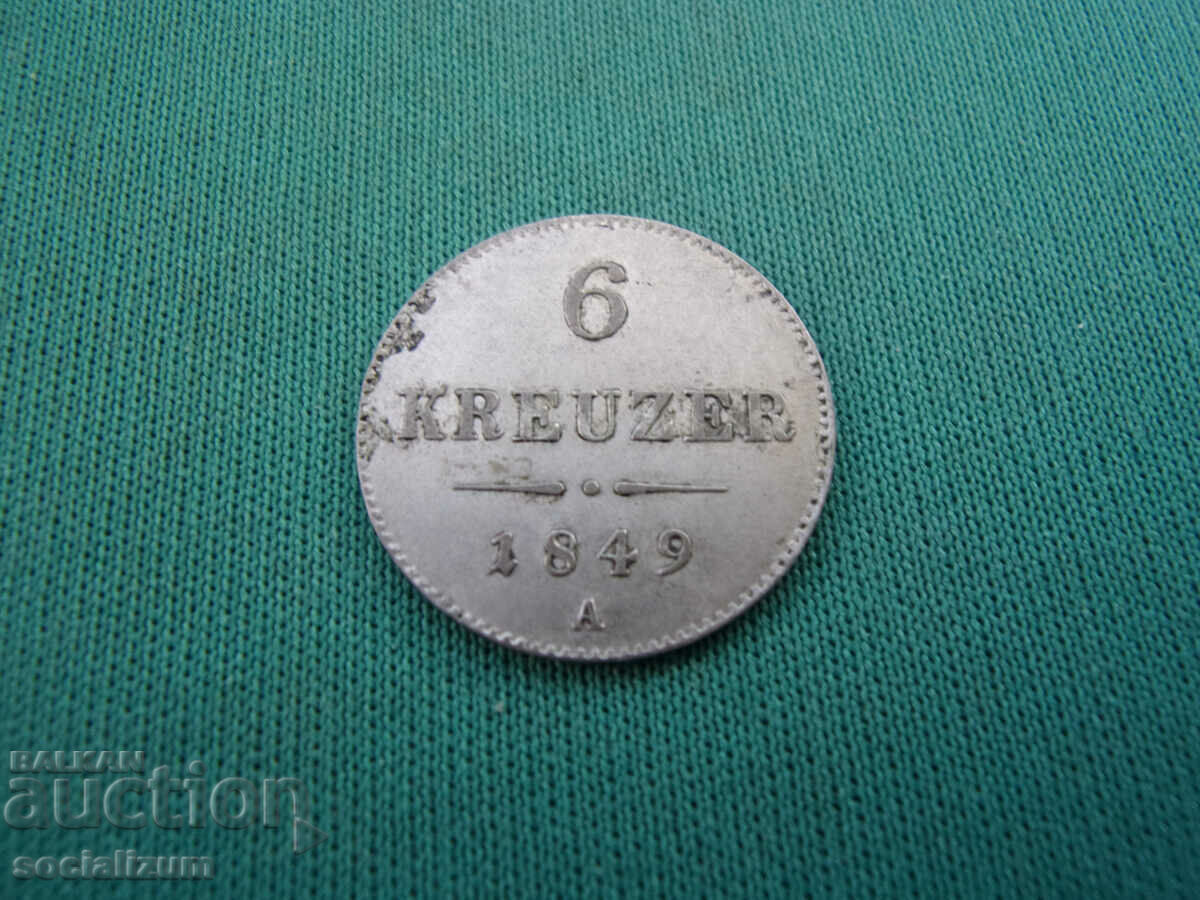 6
KREUZER
1849
A
BALKAN
auction
socializum